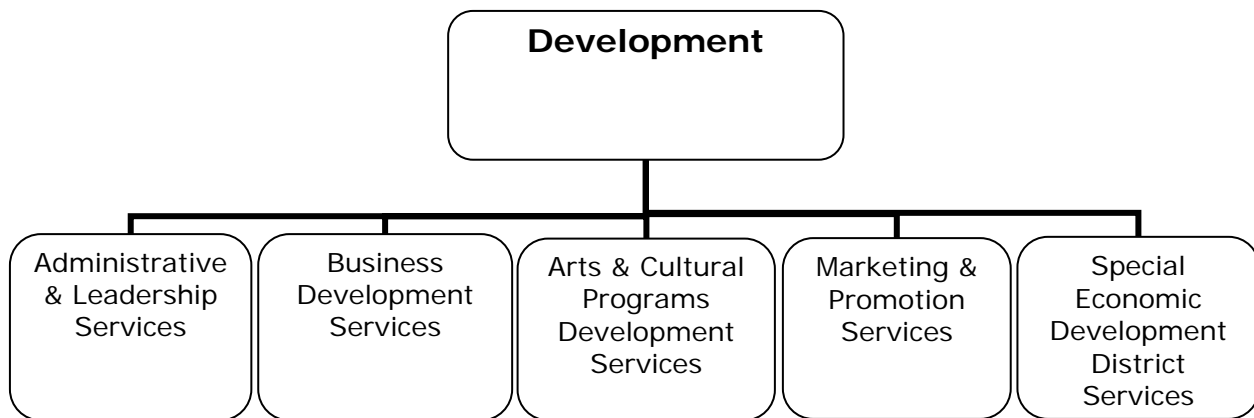 Development
Administrative
& Leadership
Services
Business
Development
Services
Arts & Cultural
Programs
Development
Services
Marketing &
Promotion
Services
Special
Economic
Development
District
Services